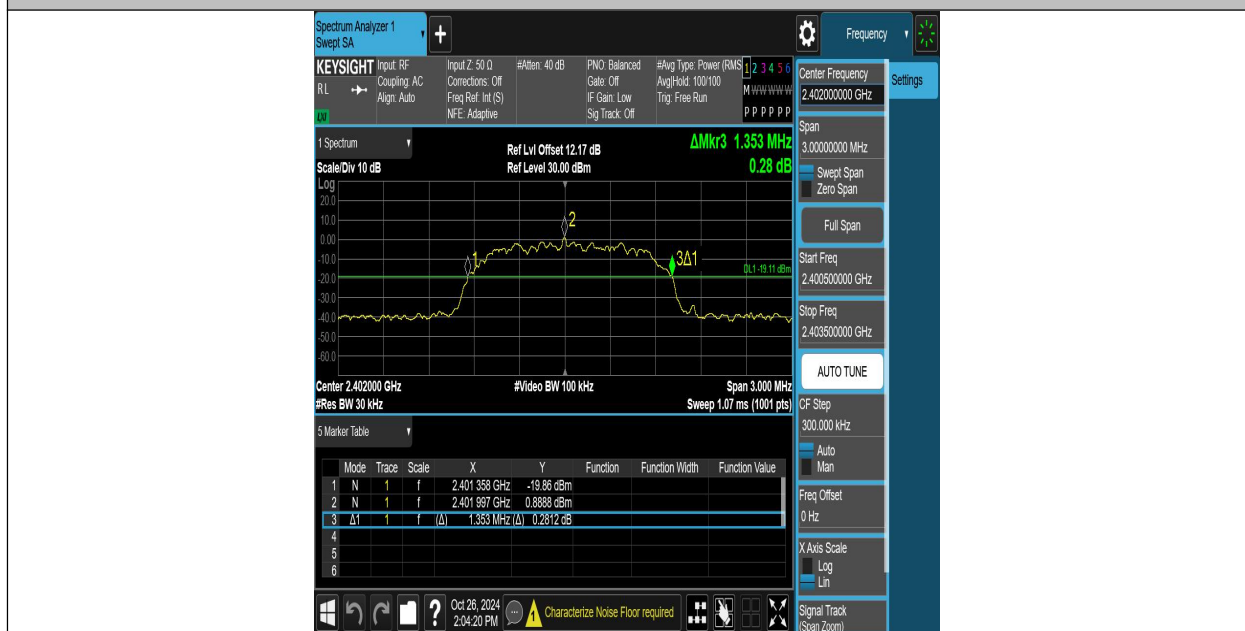 Spectrum Analyzer 1
Swept SA
+
Frequency
KEYSIGHT
RL
Input: RF
Coupling: AC
Align: Auto
Input Z: 50 Ω
Corrections: Off
Freq Ref: Int (S)
NFE: Adaptive
#Atten: 40 dB
PNO: Balanced
Gate: Off
IF Gain: Low
Sig Track: Off
#Avg Type: Power (RMS
Avg|Hold: 100/100
Trig: Free Run
1 2 3 4 5 6
M W W W W W
P P P P P P
1 Spectrum
Scale/Div 10 dB
Ref Lvl Offset 12.17 dB
Ref Level 30.00 dBm
ΔMkr3 1.353 MHz
0.28 dB
Log
20.0
10.0
0.00
-10.0
-20.0
-30.0
-40.0
-50.0
-60.0
1
2
3Δ1
DL1 -19.11 dBm
Center 2.402000 GHz
#Video BW 100 kHz
Span 3.000 MHz
#Res BW 30 kHz
Sweep 1.07 ms (1001 pts)
5 Marker Table
Mode Trace Scale X Y Function Function Width Function Value
1 N 1 f 2.401 358 GHz -19.86 dBm
2 N 1 f 2.401 997 GHz 0.8888 dBm
3 Δ1 1 f (Δ) 1.353 MHz (Δ) 0.2812 dB
4
5
6
?
Oct 26, 2024
2:04:20 PM
Characterize Noise Floor required
Settings
Center Frequency
2.402000000 GHz
Span
3.00000000 MHz
Swept Span
Zero Span
Full Span
Start Freq
2.400500000 GHz
Stop Freq
2.403500000 GHz
AUTO TUNE
CF Step
300.000 kHz
Auto
Man
Freq Offset
0 Hz
X Axis Scale
Log
Lin
Signal Track
(Span Zoom)